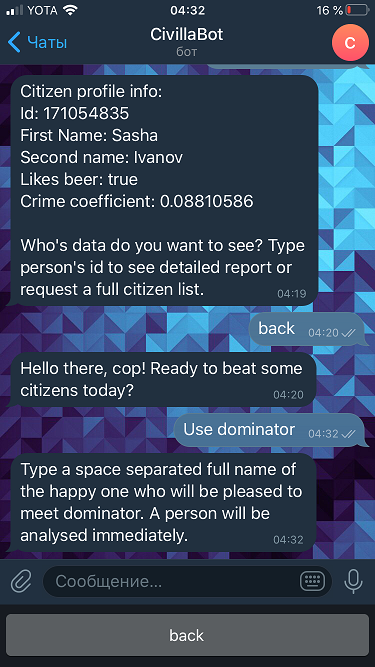 YOTA 04:32 16 %
Чаты CivillaBot C
бот
Citizen profile info:
Id: 171054835
First Name: Sasha
Second name: Ivanov
Likes beer: true
Crime coefficient: 0.08810586
Who's data do you want to see? Type
person's id to see detailed report or
request a full citizen list. 04:19
back 04:20
Hello there, cop! Ready to beat some
citizens today? 04:20
Use dominator 04:32
Type a space separated full name of
the happy one who will be pleased to
meet dominator. A person will be
analysed immediately. 04:32
Сообщение...
back